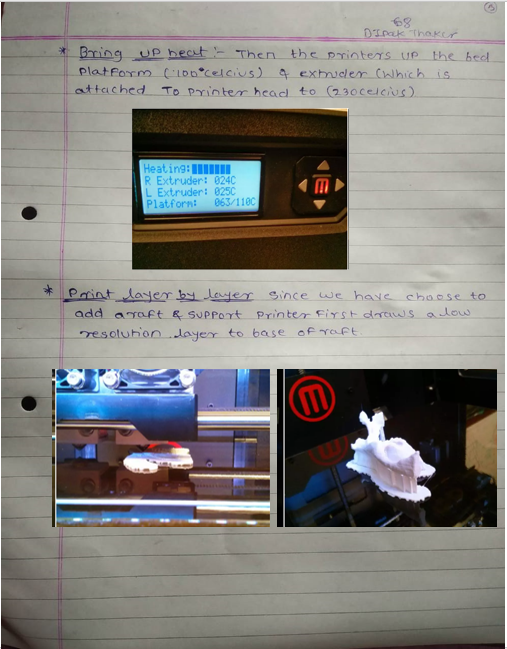 5
68
DIPak Thaker
* Bring up heat :- Then the printers up the bed
Platform (100°celcius) & extruder (which is
attached To printer head to (230celcius)
Heating:
R Extruder: 024C
L Extruder: 025C
Platform: 063/110C
M
* Print layer by layer since we have choose to
add a raft & support printer first draws a low
resolution layer to base of raft.
M